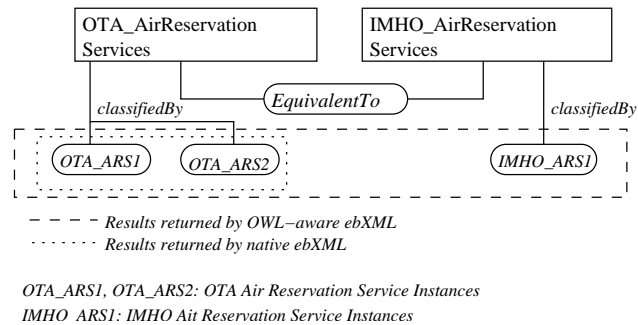 OTA_AirReservation
Services
IMHO_AirReservation
Services
EquivalentTo
classifiedBy
classifiedBy
OTA_ARS1
OTA_ARS2
IMHO_ARS1
Results returned by OWL−aware ebXML
Results returned by native ebXML
OTA_ARS1, OTA_ARS2: OTA Air Reservation Service Instances
IMHO_ARS1: IMHO Ait Reservation Service Instances